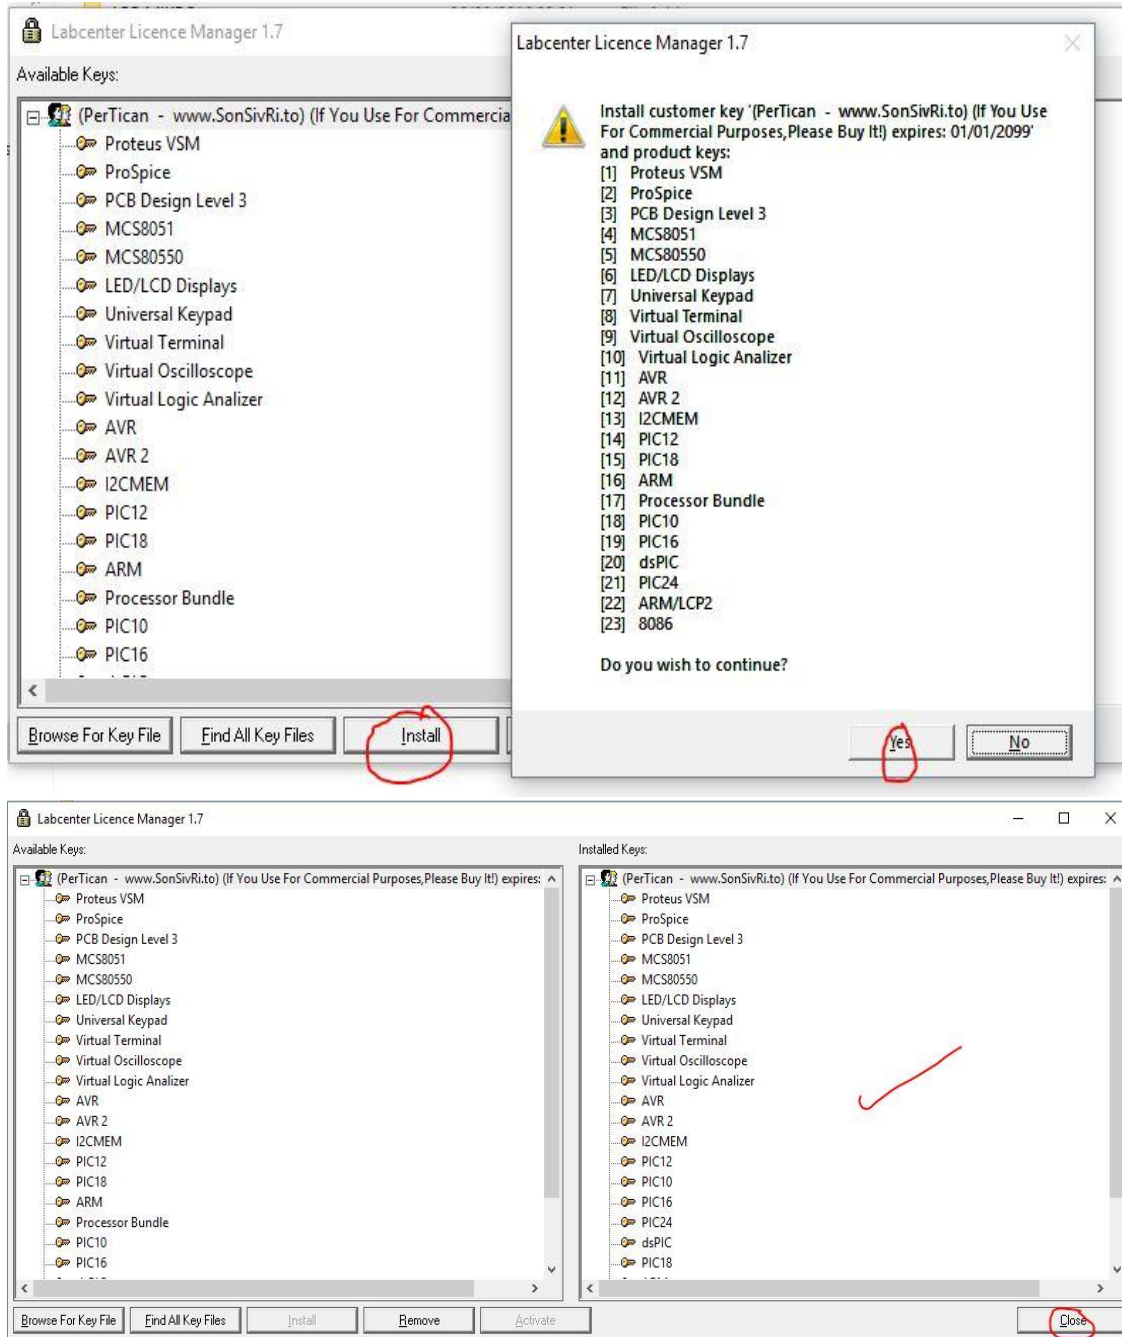 Labcenter Licence Manager 1.7
Available Keys:
(PerTican - www.SonSivRi.to) (If You Use For Commercia
Proteus VSM
ProSpice
PCB Design Level 3
MCS8051
MCS80550
LED/LCD Displays
Universal Keypad
Virtual Terminal
Virtual Oscilloscope
Virtual Logic Analizer
AVR
AVR 2
I2CMEM
PIC12
PIC18
ARM
Processor Bundle
PIC10
PIC16
Browse For Key File
Find All Key Files
Install
Labcenter Licence Manager 1.7
Install customer key '(PerTican - www.SonSivRi.to) (If You Use
For Commercial Purposes,Please Buy It!) expires: 01/01/2099'
and product keys:
[1] Proteus VSM
[2] ProSpice
[3] PCB Design Level 3
[4] MCS8051
[5] MCS80550
[6] LED/LCD Displays
[7] Universal Keypad
[8] Virtual Terminal
[9] Virtual Oscilloscope
[10] Virtual Logic Analizer
[11] AVR
[12] AVR 2
[13] I2CMEM
[14] PIC12
[15] PIC18
[16] ARM
[17] Processor Bundle
[18] PIC10
[19] PIC16
[20] dsPIC
[21] PIC24
[22] ARM/LCP2
[23] 8086
Do you wish to continue?
Yes
No
Labcenter Licence Manager 1.7
Available Keys:
(PerTican - www.SonSivRi.to) (If You Use For Commercial Purposes,Please Buy It!) expires:
Proteus VSM
ProSpice
PCB Design Level 3
MCS8051
MCS80550
LED/LCD Displays
Universal Keypad
Virtual Terminal
Virtual Oscilloscope
Virtual Logic Analizer
AVR
AVR 2
I2CMEM
PIC12
PIC18
ARM
Processor Bundle
PIC10
PIC16
Installed Keys:
(PerTican - www.SonSivRi.to) (If You Use For Commercial Purposes,Please Buy It!) expires:
Proteus VSM
ProSpice
PCB Design Level 3
MCS8051
MCS80550
LED/LCD Displays
Universal Keypad
Virtual Terminal
Virtual Oscilloscope
Virtual Logic Analizer
AVR
AVR 2
I2CMEM
PIC12
PIC10
PIC16
PIC24
dsPIC
PIC18
Browse For Key File
Find All Key Files
Install
Remove
Activate
Close